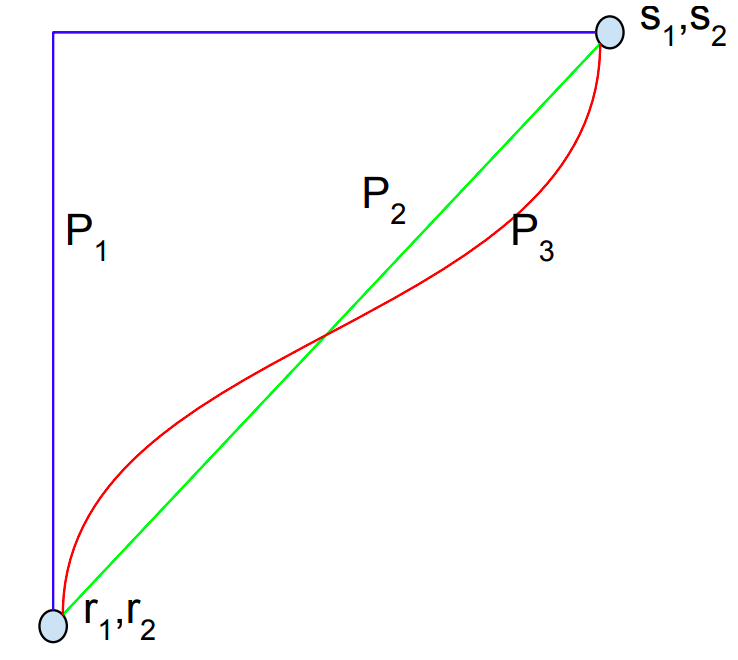 s₁,s₂
P₂
P₁
P₃
r₁,r₂